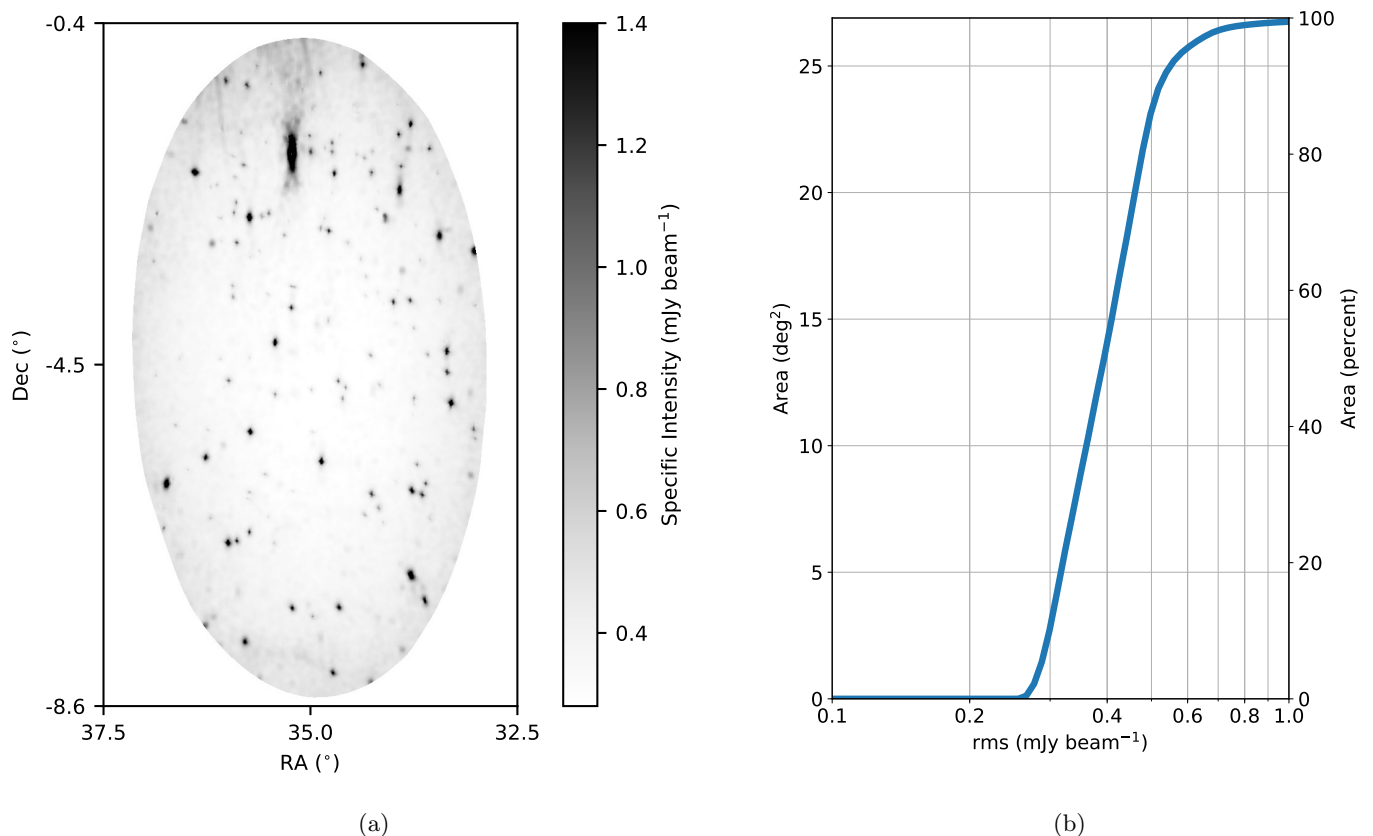 -0.4
-4.5
-8.6
Dec (°)
37.5 35.0 32.5
RA (°)
1.4
1.2
1.0
0.8
0.6
0.4
Specific Intensity (mJy beam⁻¹)
(a)
25
20
15
10
5
0
Area (deg²)
0.1 0.2 0.4 0.6 0.8 1.0
rms (mJy beam⁻¹)
100
80
60
40
20
0
Area (percent)
(b)